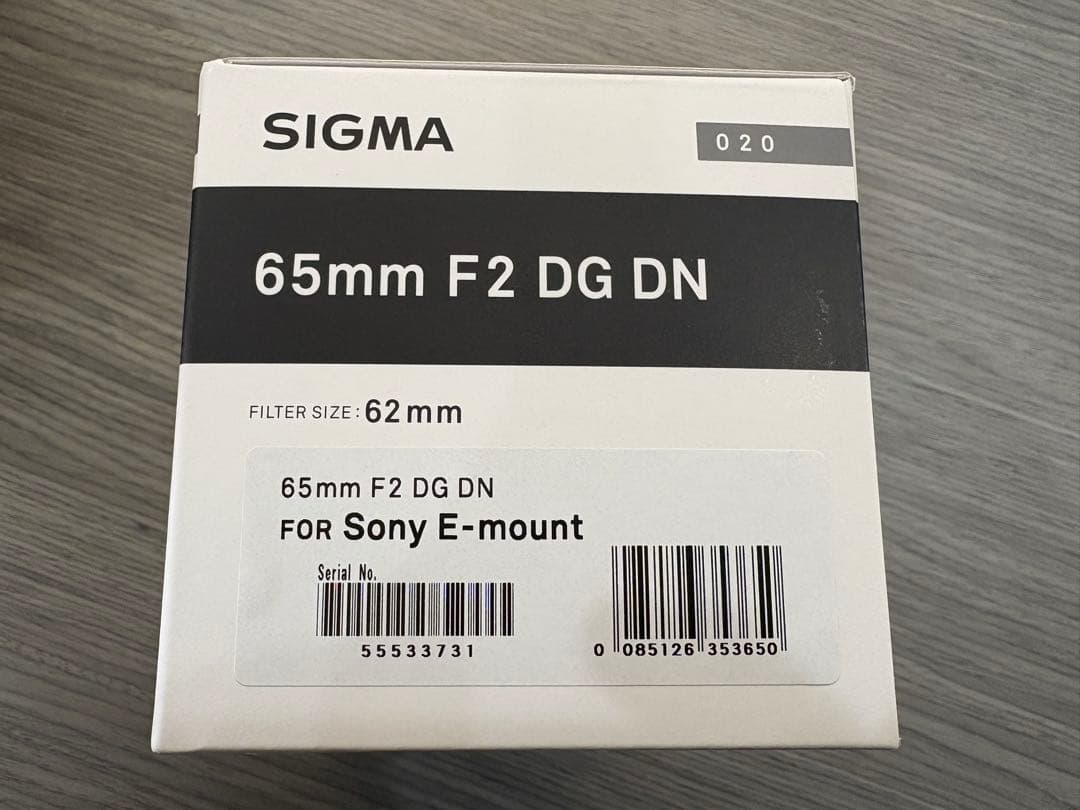 SIGMA
020
65mm F2 DG DN
FILTER SIZE: 62mm
65mm F2 DG DN
FOR Sony E-mount
Serial No.
55533731
0 085126 353650